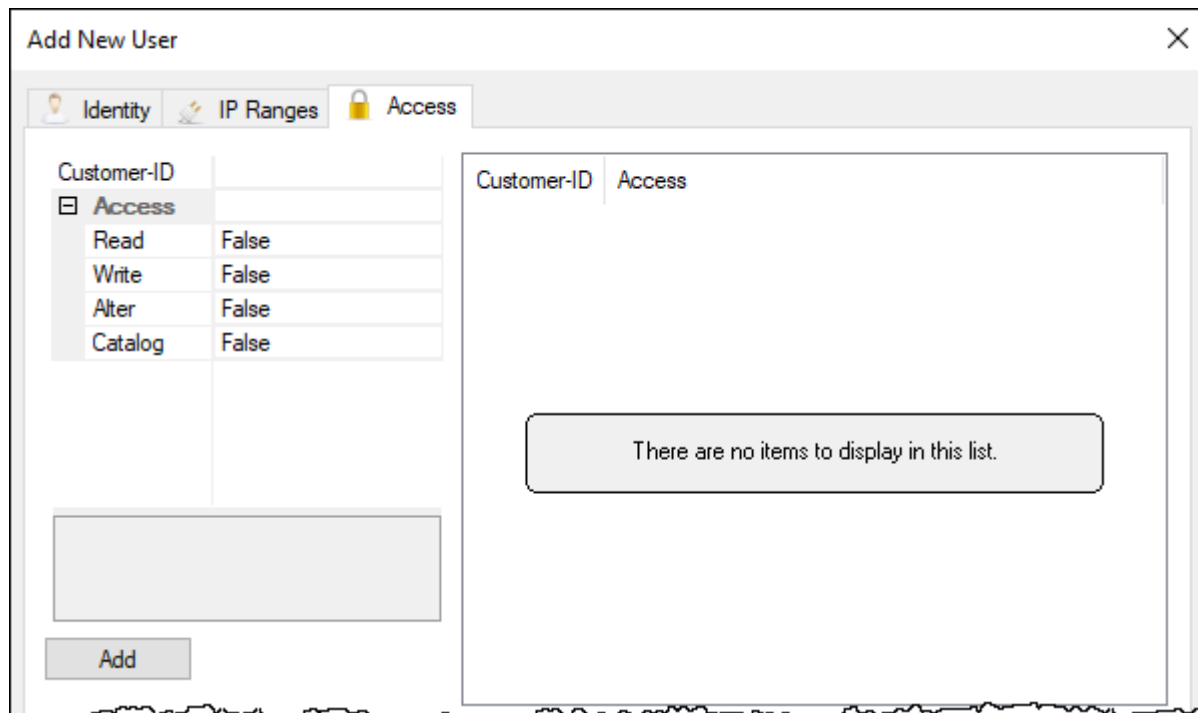 Add New User
Identity IP Ranges Access
Customer-ID
Access
Read False
Write False
Alter False
Catalog False
Add
Customer-ID Access
There are no items to display in this list.